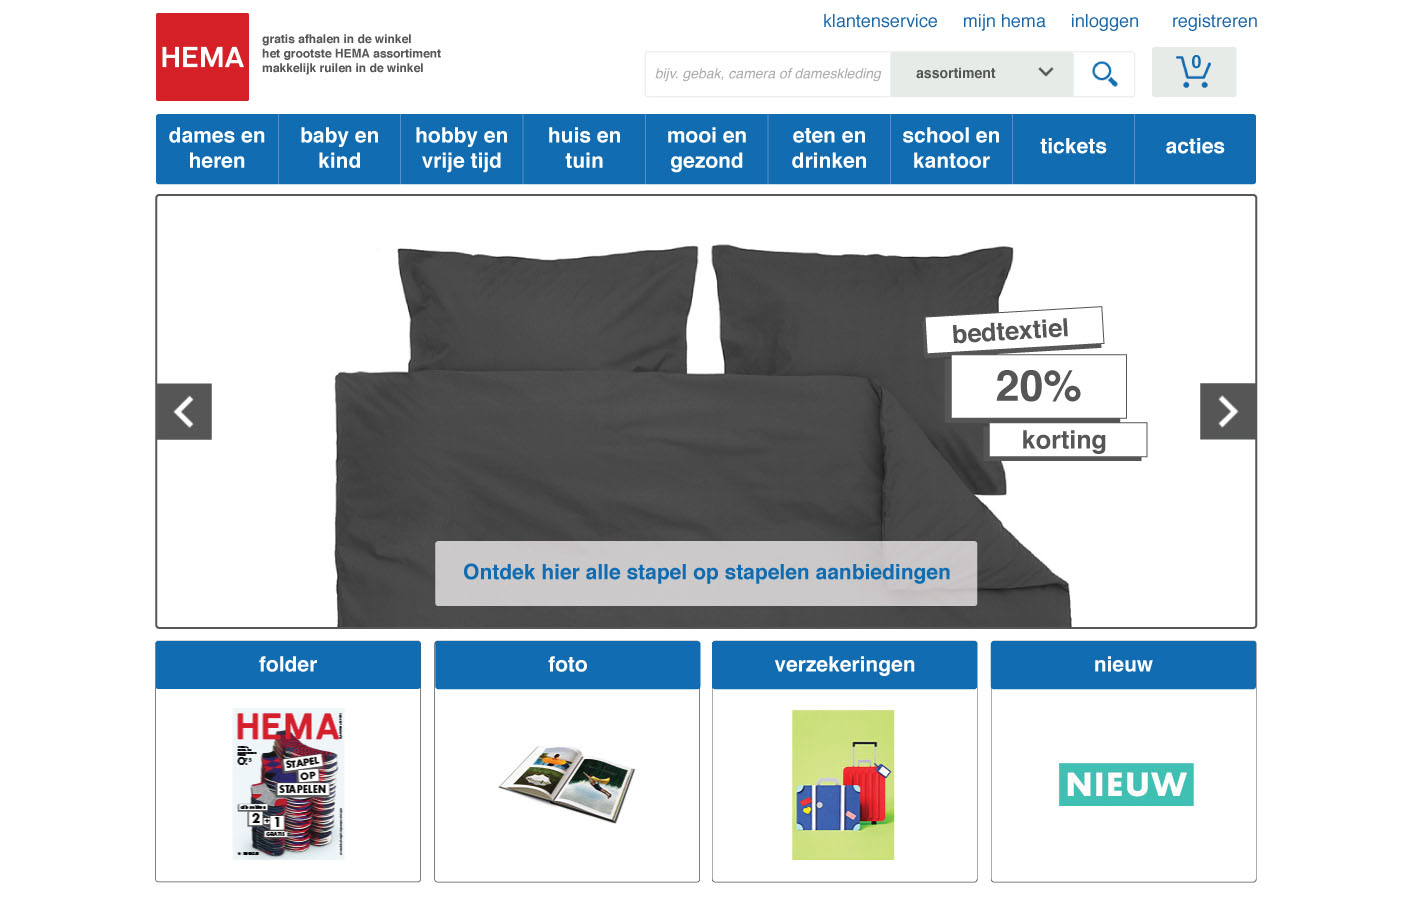 klantenservice mijn hema inloggen registreren
HEMA
gratis afhalen in de winkel
het grootste HEMA assortiment
makkelijk ruilen in de winkel
bijv. gebak, camera of dameskleding
assortiment
0
dames en
heren
baby en
kind
hobby en
vrije tijd
huis en
tuin
mooi en
gezond
eten en
drinken
school en
kantoor
tickets
acties
bedtextiel
20%
korting
Ontdek hier alle stapel op stapelen aanbiedingen
folder
foto
verzekeringen
nieuw
HEMA
STAPEL
OP
STAPELEN
2+1
GRATIS
NIEUW